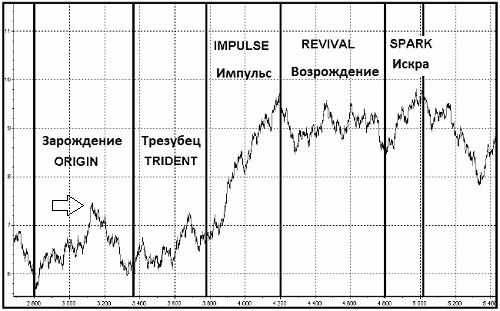 IMPULSE REVIVAL SPARK
Импульс Возрождение Искра
Зарождение Трезубец
ORIGIN TRIDENT
11
10
9
8
7
6
2 800 3 000 3 200 3 400 3 600 3 800 4 000 4 200 4 400 4 600 4 800 5 000 5 200 5 400